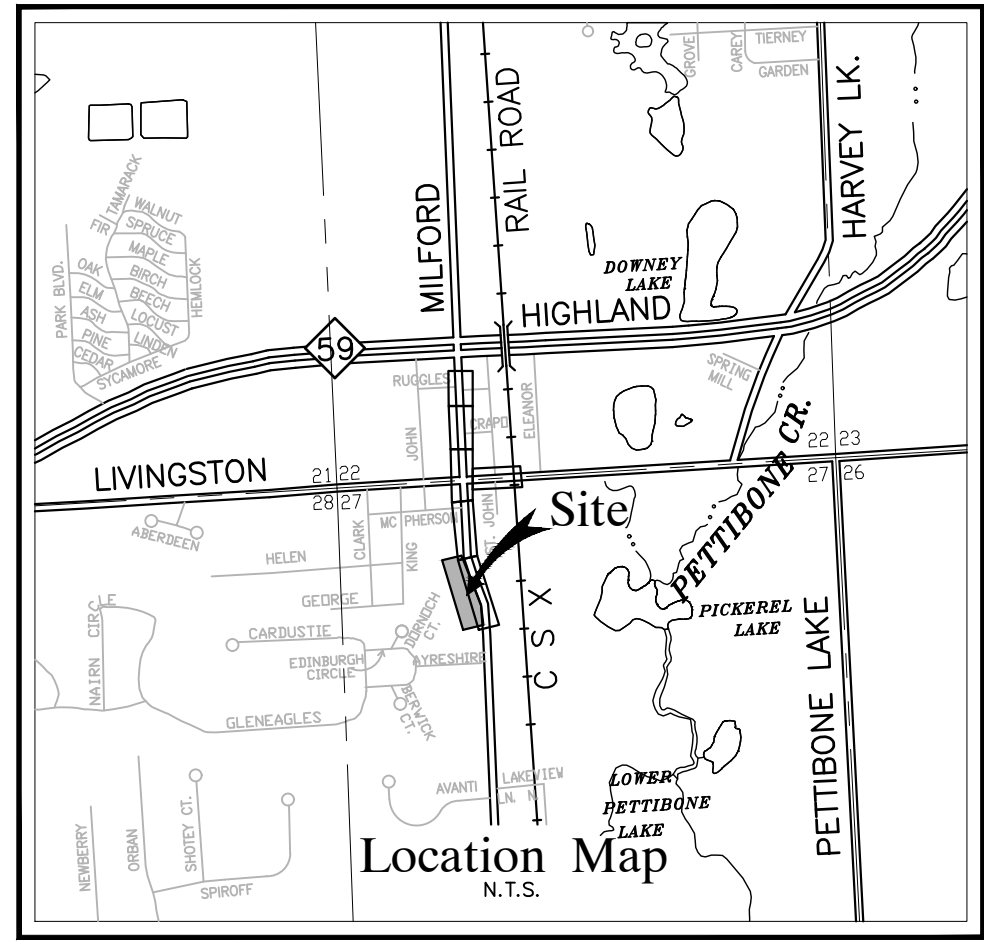 GROVE
CAREY
TIERNEY
GARDEN
HARVEY LK.
RAIL ROAD
MILFORD
TAMARACK
FIR
WALNUT
SPRUCE
MAPLE
BIRCH
BEECH
LOCUST
LINDEN
HEMLOCK
PARK BLVD.
OAK
ELM
ASH
PINE
CEDAR
SYCAMORE
DOWNEY
LAKE
HIGHLAND
59
SPRING
MILL
RUGGLES
CRAPO
ELEANOR
JOHN
LIVINGSTON
21 22
28 27
22 23
27 26
PETTIBONE CR.
Site
JOHN
ST.
MC PHERSON
CLARK
KING
ABERDEEN
HELEN
GEORGE
CIRCLE
NAIRN
CARDUSTIE
DORNOCH
CT.
EDINBURGH
CIRCLE
AYRESHIRE
BERWICK
CT.
GLENEAGLES
C S X
PICKEREL
LAKE
PETTIBONE LAKE
LOWER
PETTIBONE
LAKE
AVANTI
LAKEVIEW
LN. N.
NEWBERRY
ORBAN
SHOTEY CT.
SPIROFF
Location Map
N.T.S.